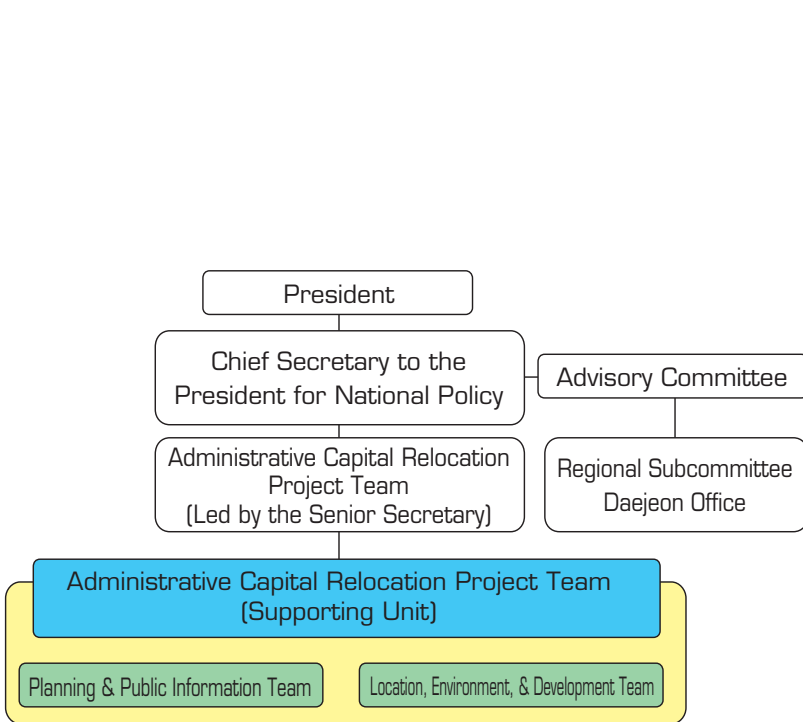 President
Chief Secretary to the
President for National Policy
Advisory Committee
Administrative Capital Relocation
Project Team
(Led by the Senior Secretary)
Regional Subcommittee
Daejeon Office
Administrative Capital Relocation Project Team
(Supporting Unit)
Planning & Public Information Team
Location, Environment, & Development Team